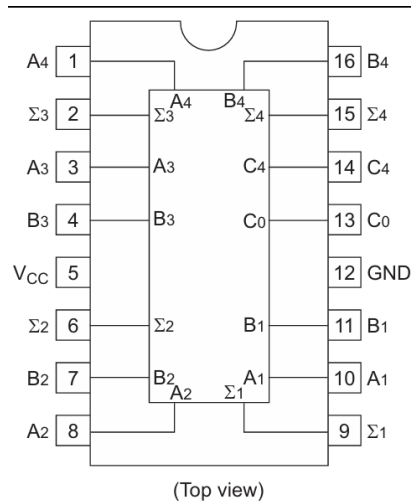 A4 1 16 B4
A4 B4
Σ3 2 Σ3 Σ4 15 Σ4
A3 3 A3 C4 14 C4
B3 4 B3 C0 13 C0
VCC 5 12 GND
Σ2 6 Σ2 B1 11 B1
B2 7 B2 A1 10 A1
A2 Σ1
A2 8 9 Σ1
(Top view)